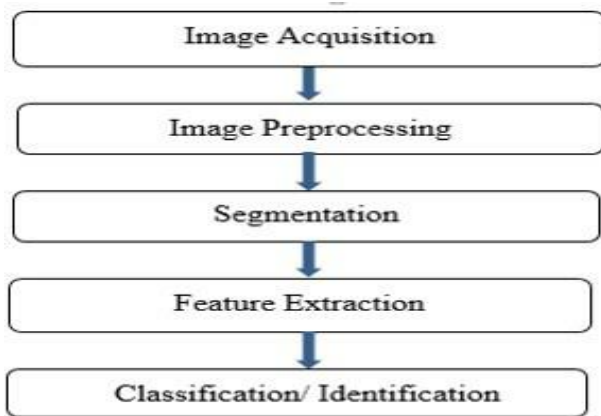 Image Acquisition
Image Preprocessing
Segmentation
Feature Extraction
Classification/ Identification